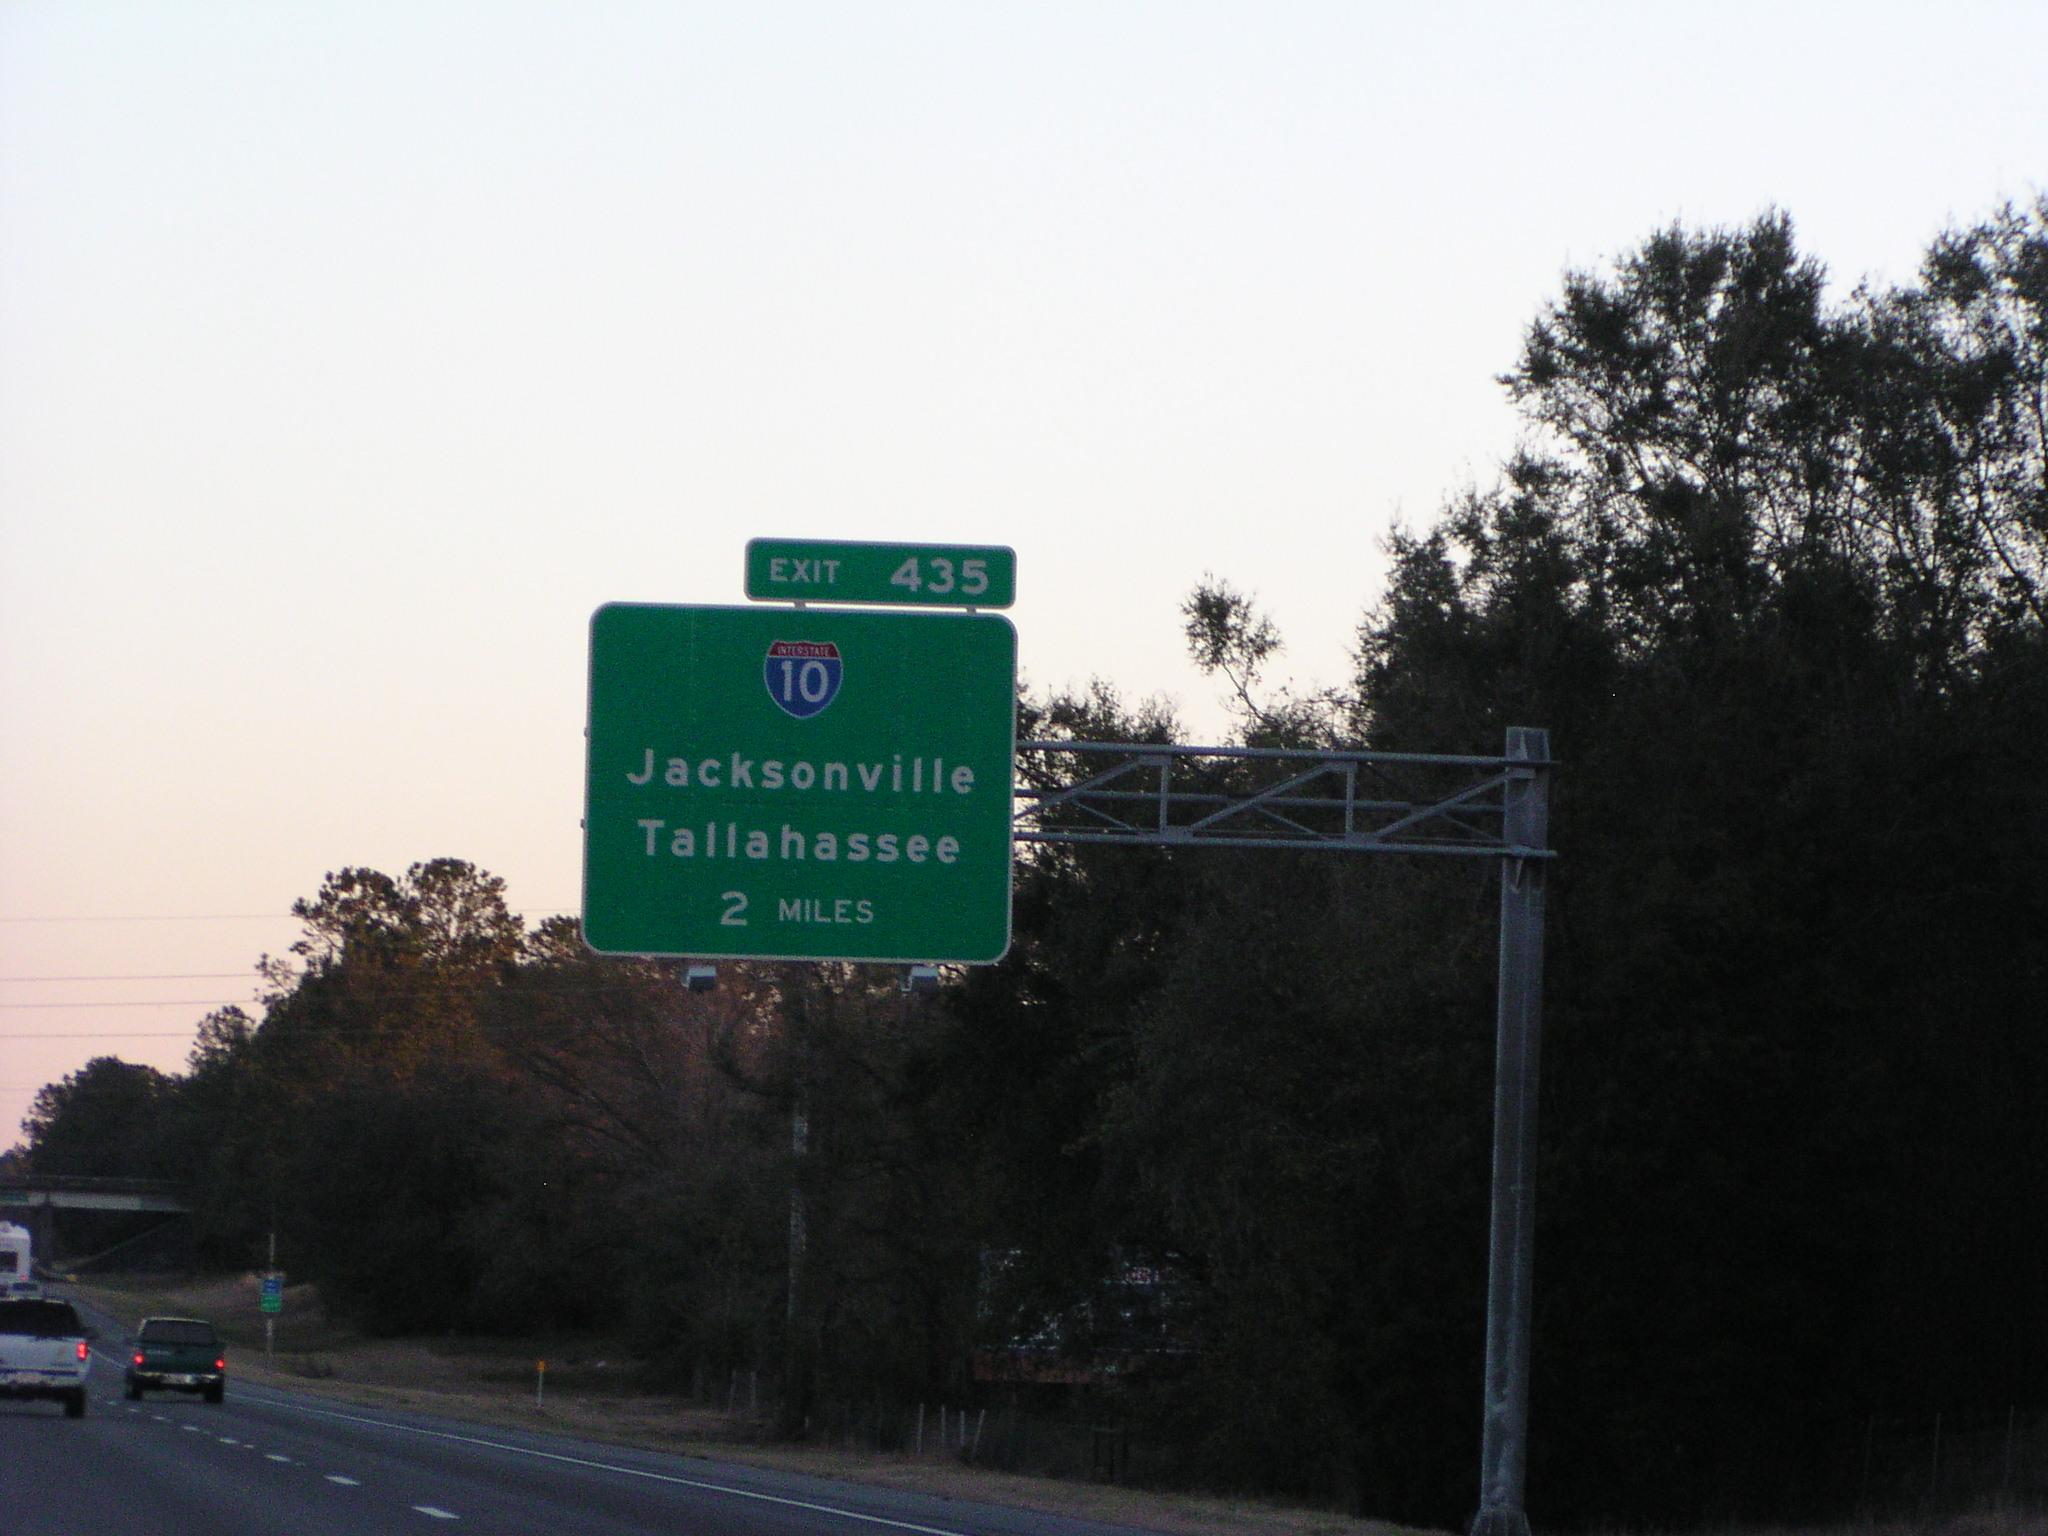 EXIT 435
INTERSTATE
10
Jacksonville
Tallahassee
2 MILES